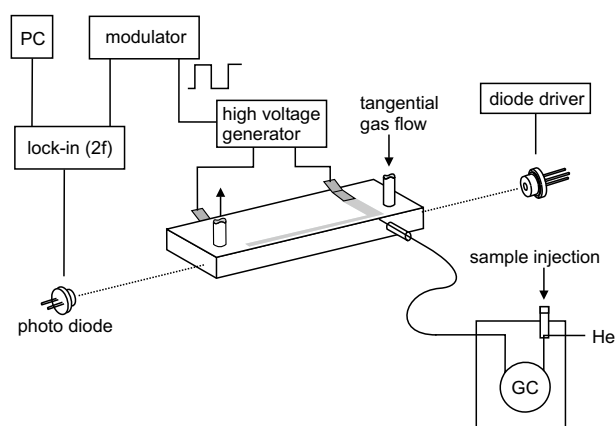 PC
modulator
lock-in (2f)
high voltage
generator
tangential
gas flow
diode driver
photo diode
sample injection
He
GC